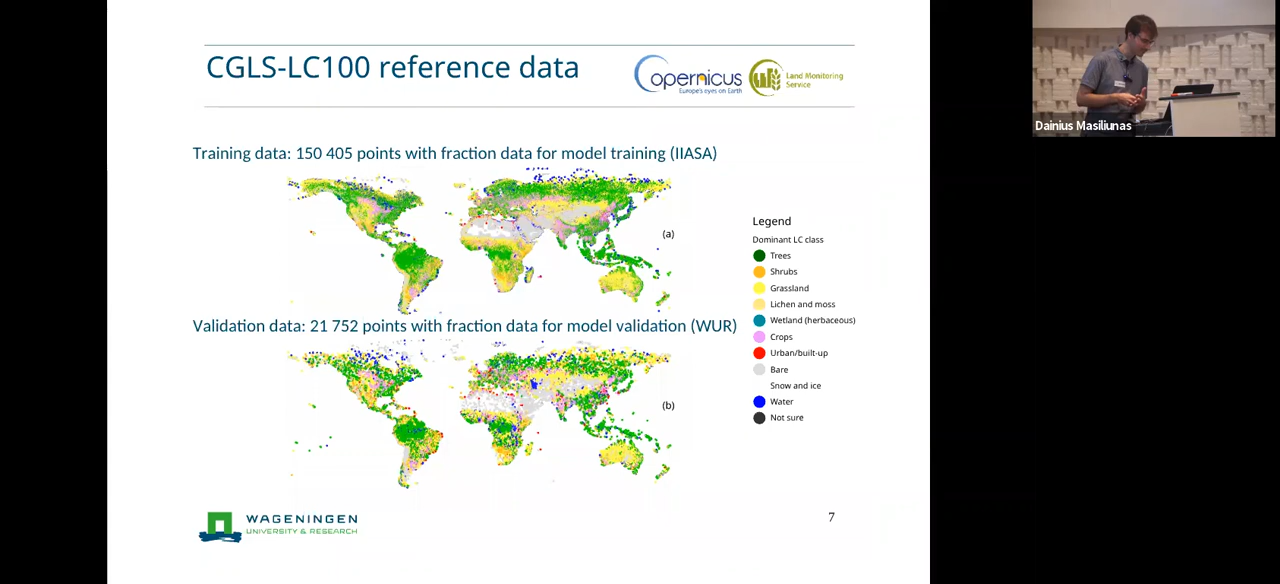 CGLS-LC100 reference data
opernicus
Europe's eyes on Earth
Land Monitoring
Service
Dainius Masiliunas
Training data: 150 405 points with fraction data for model training (IIASA)
(a)
Legend
Dominant LC class
Trees
Shrubs
Grassland
Lichen and moss
Wetland (herbaceous)
Crops
Urban/built-up
Bare
Snow and ice
Water
Not sure
Validation data: 21 752 points with fraction data for model validation (WUR)
(b)
WAGENINGEN
UNIVERSITY & RESEARCH
7